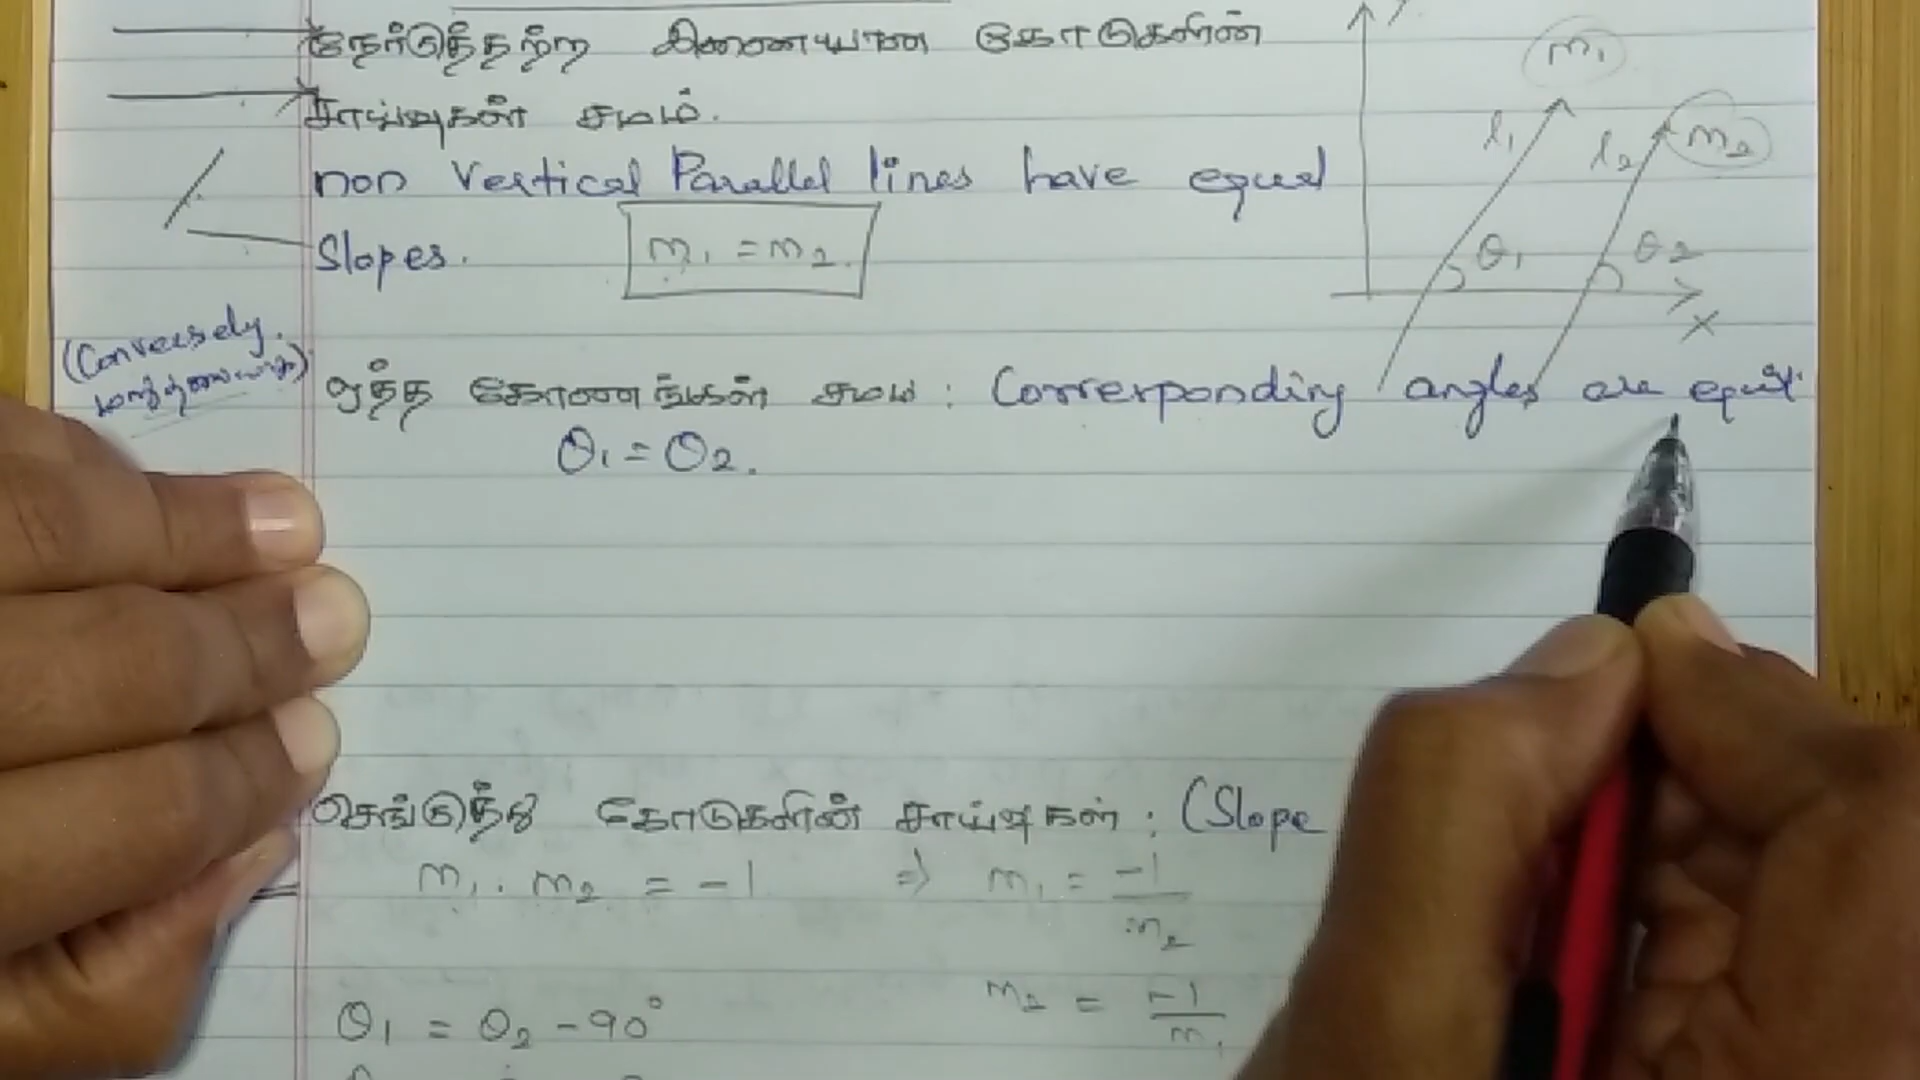 நேர்குத்தற்ற இணையான கோடுகளின்
சாய்வுகள் சமம்.
non Vertical Parallel lines have equal
Slopes. m₁ = m₂.
(Conversely.
ஒத்த கோணங்கள் சமம் : Corresponding angles are equal
θ₁ = θ₂.
செங்குத்து கோடுகளின் சாய்வுகள் : (Slope
m₁ . m₂ = -1 ⇒ m₁ = -1/m₂
θ₁ = θ₂ - 90° m₂ = -1/m₁
m₁
l₁ l₂ m₂
θ₁ θ₂
X